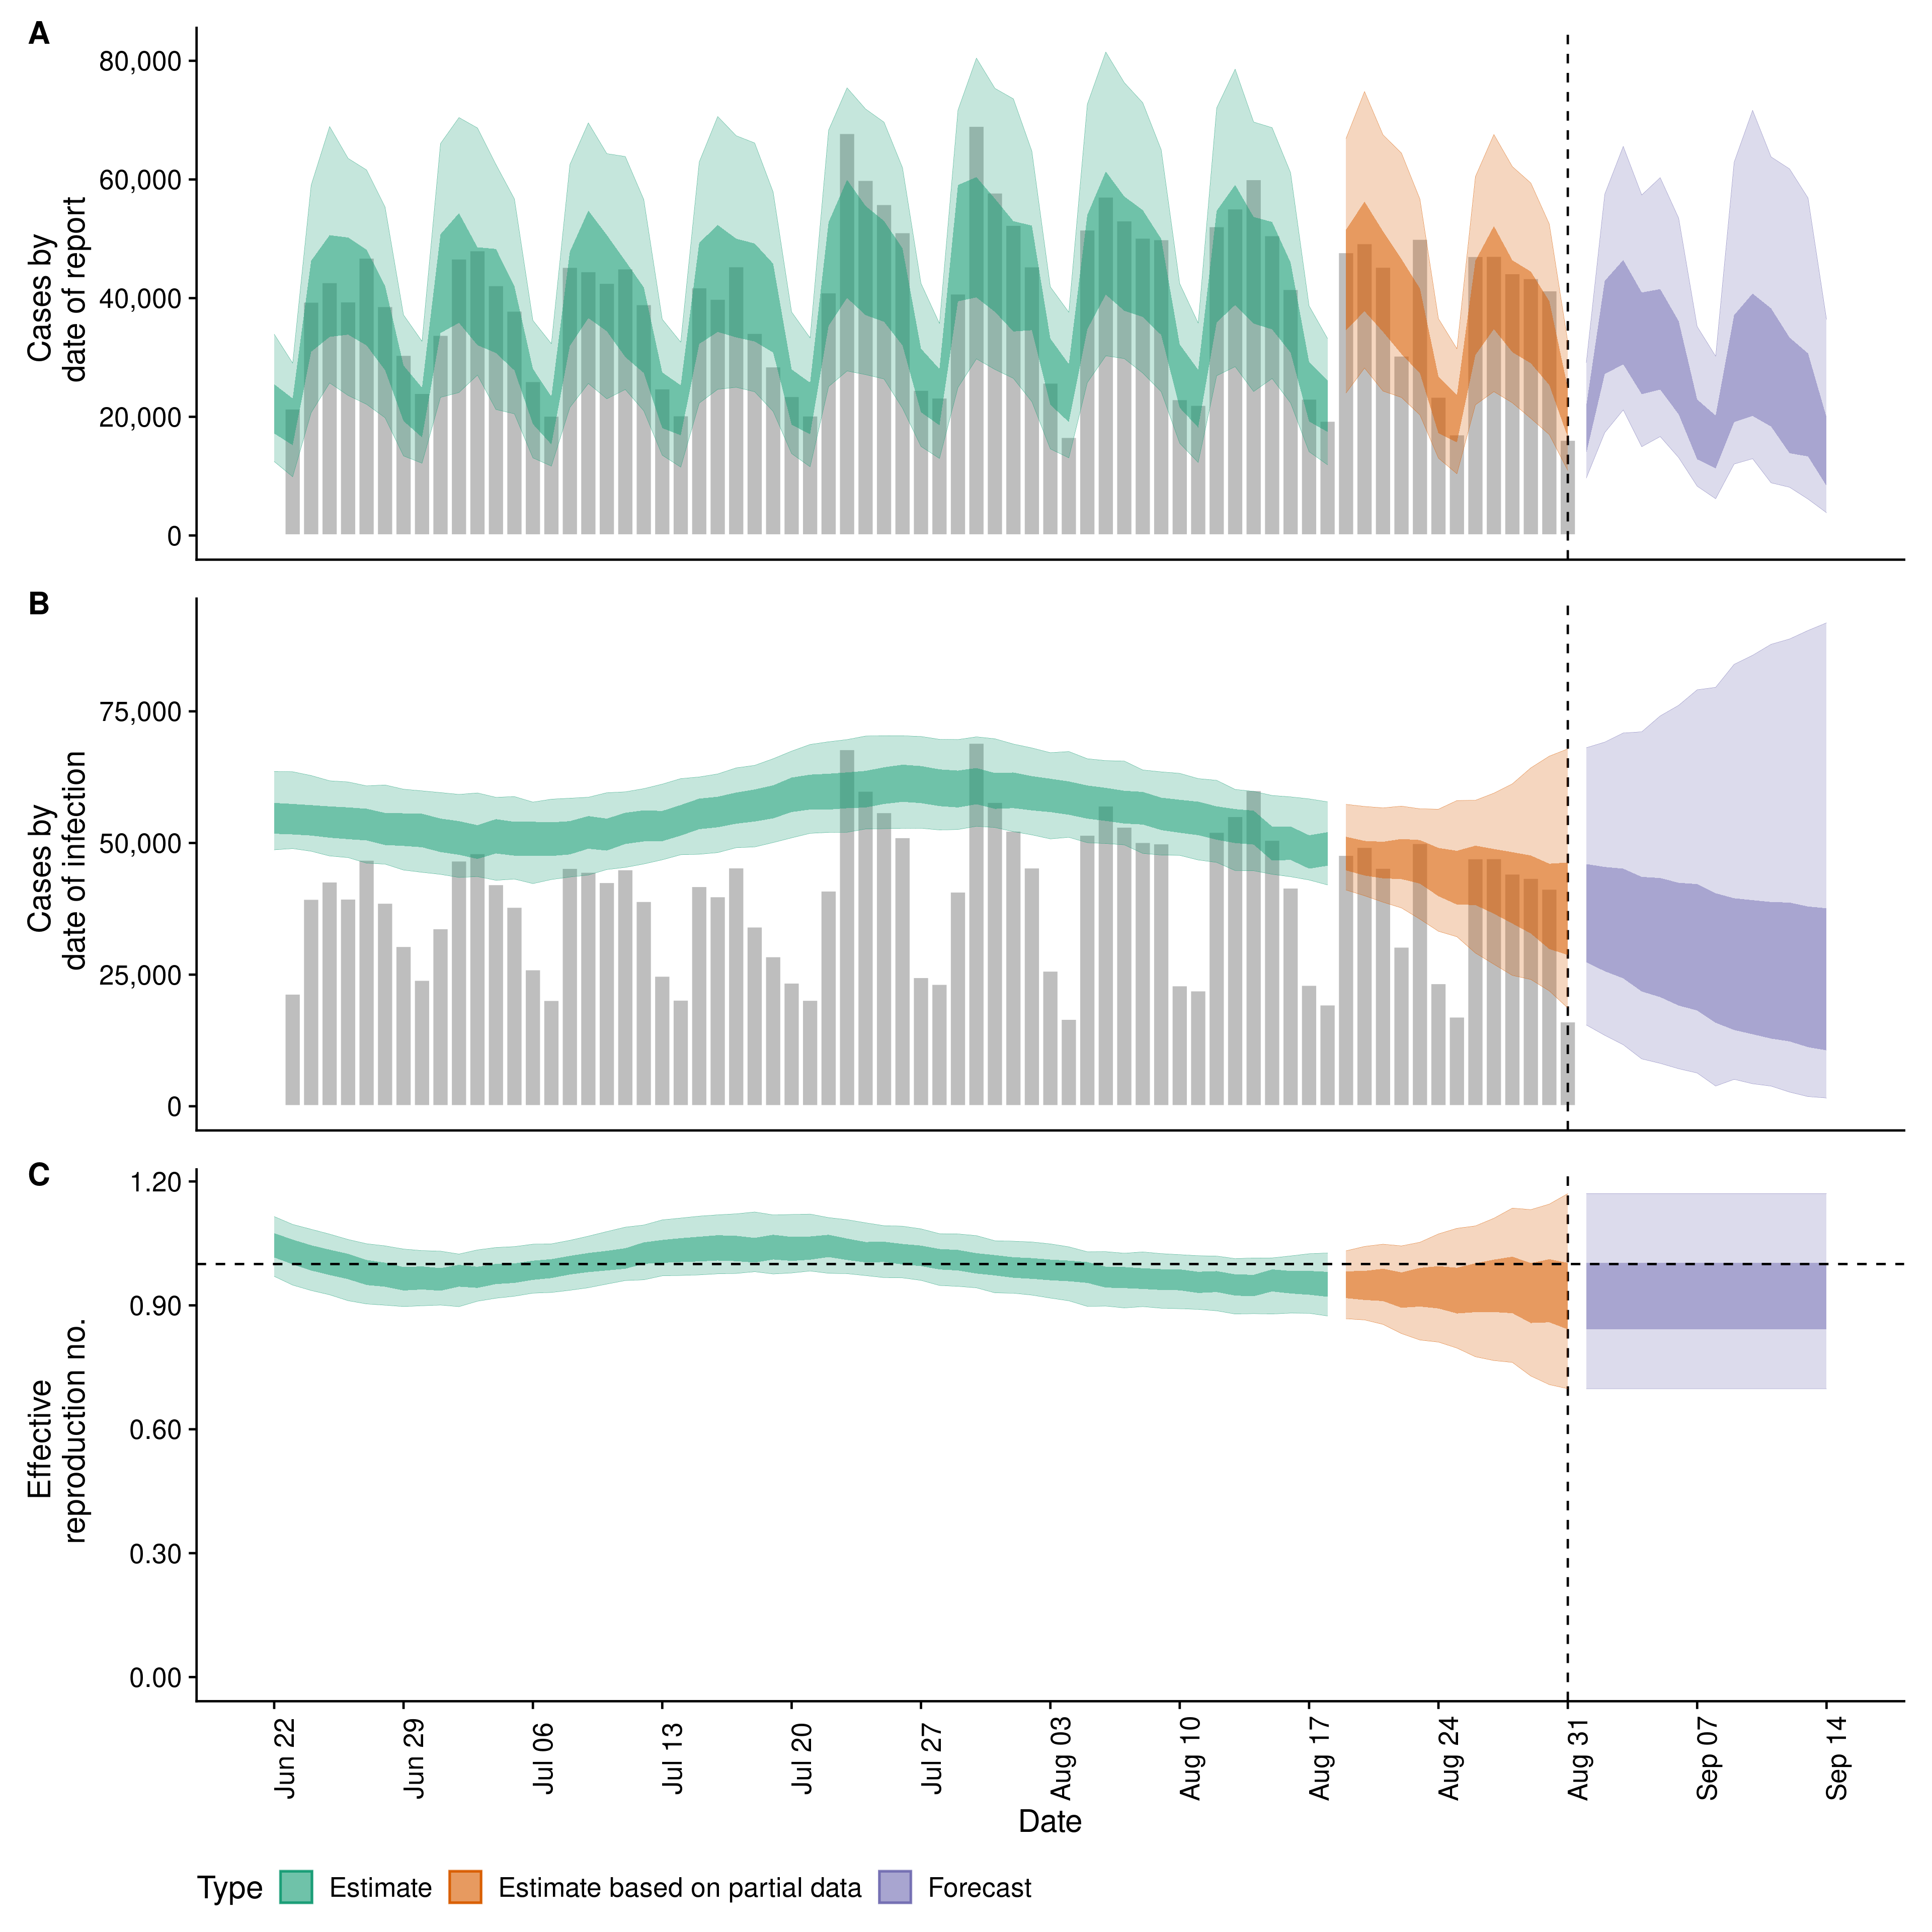 A
80,000
60,000
40,000
20,000
0
Cases by
date of report
B
75,000
50,000
25,000
0
Cases by
date of infection
C
1.20
0.90
0.60
0.30
0.00
Effective
reproduction no.
Jun 22
Jun 29
Jul 06
Jul 13
Jul 20
Jul 27
Aug 03
Aug 10
Aug 17
Aug 24
Aug 31
Sep 07
Sep 14
Date
Type Estimate Estimate based on partial data Forecast